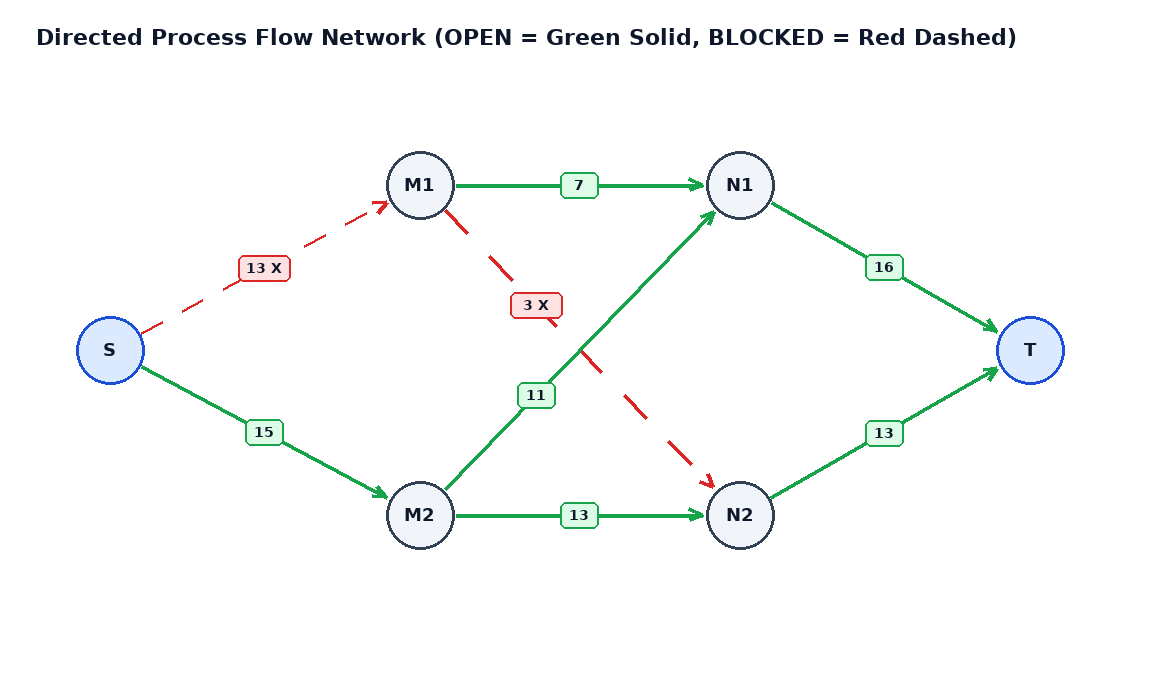 Directed Process Flow Network (OPEN = Green Solid, BLOCKED = Red Dashed)
M1
7
N1
13 X
16
3 X
S
T
11
15
13
M2
13
N2